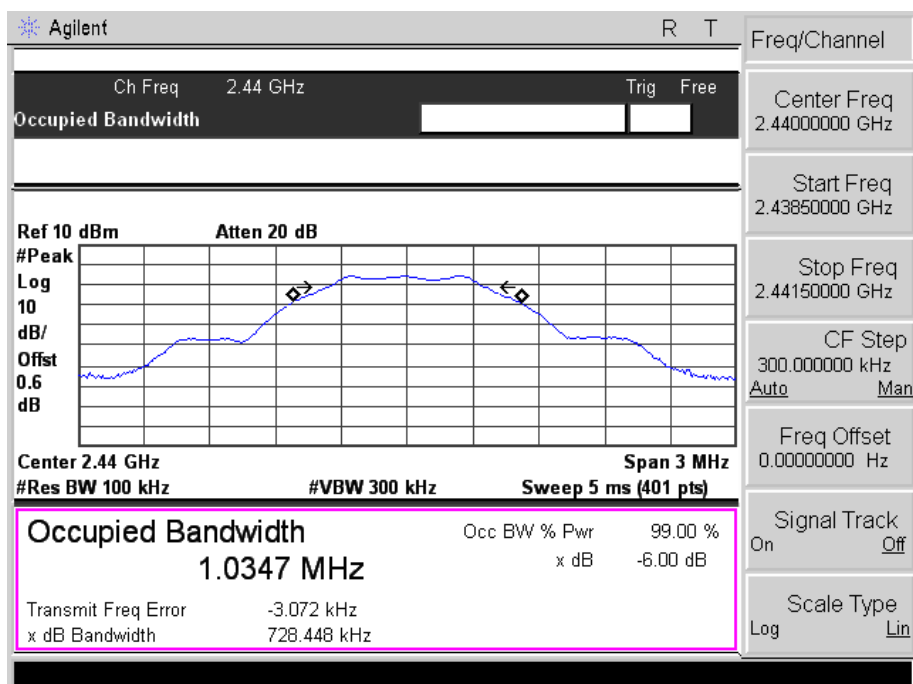 Agilent R T
Freq/Channel
Ch Freq 2.44 GHz Trig Free
Occupied Bandwidth
Center Freq
2.44000000 GHz
Start Freq
2.43850000 GHz
Stop Freq
2.44150000 GHz
CF Step
300.000000 kHz
Auto Man
Freq Offset
0.00000000 Hz
Signal Track
On Off
Scale Type
Log Lin
Ref 10 dBm Atten 20 dB
#Peak
Log
10
dB/
Offst
0.6
dB
Center 2.44 GHz Span 3 MHz
#Res BW 100 kHz #VBW 300 kHz Sweep 5 ms (401 pts)
Occupied Bandwidth
1.0347 MHz
Occ BW % Pwr 99.00 %
x dB -6.00 dB
Transmit Freq Error -3.072 kHz
x dB Bandwidth 728.448 kHz